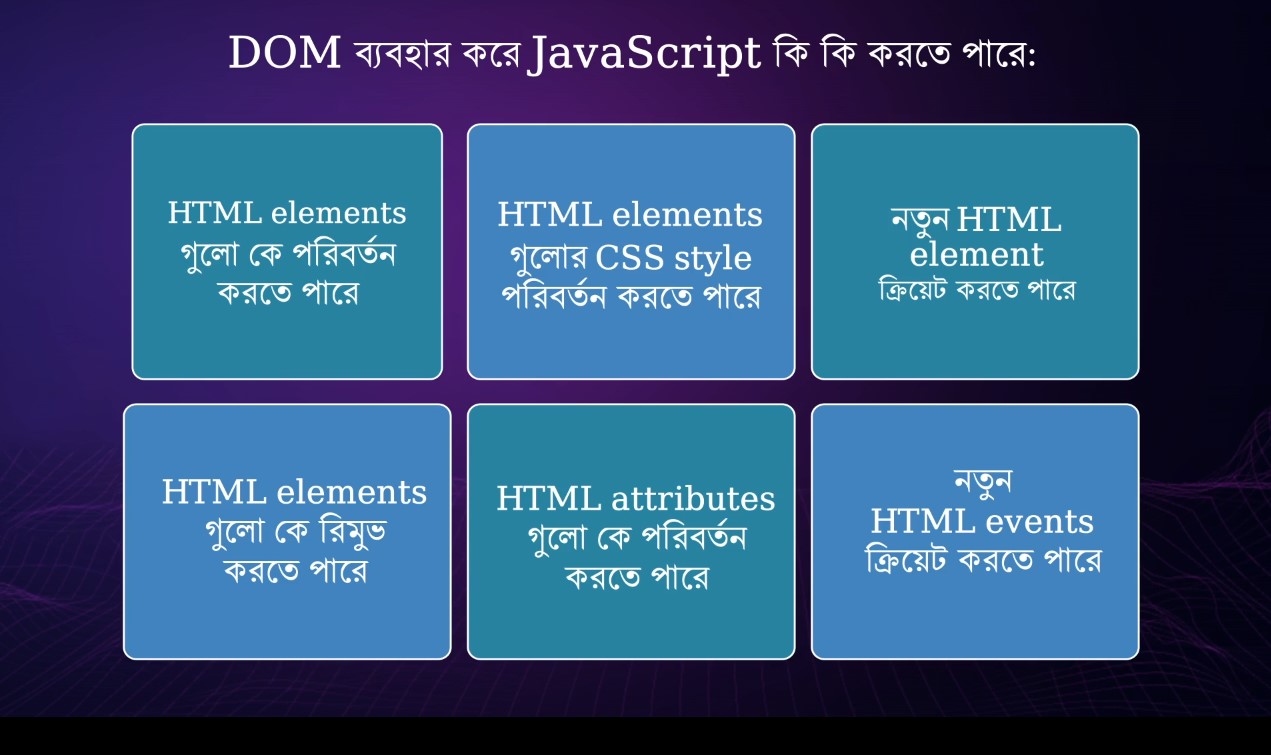 DOM ব্যবহার করে JavaScript কি কি করতে পারে:
HTML elements
গুলো কে পরিবর্তন
করতে পারে
HTML elements
গুলোর CSS style
পরিবর্তন করতে পারে
নতুন HTML
element
ক্রিয়েট করতে পারে
HTML elements
গুলো কে রিমুভ
করতে পারে
HTML attributes
গুলো কে পরিবর্তন
করতে পারে
নতুন
HTML events
ক্রিয়েট করতে পারে